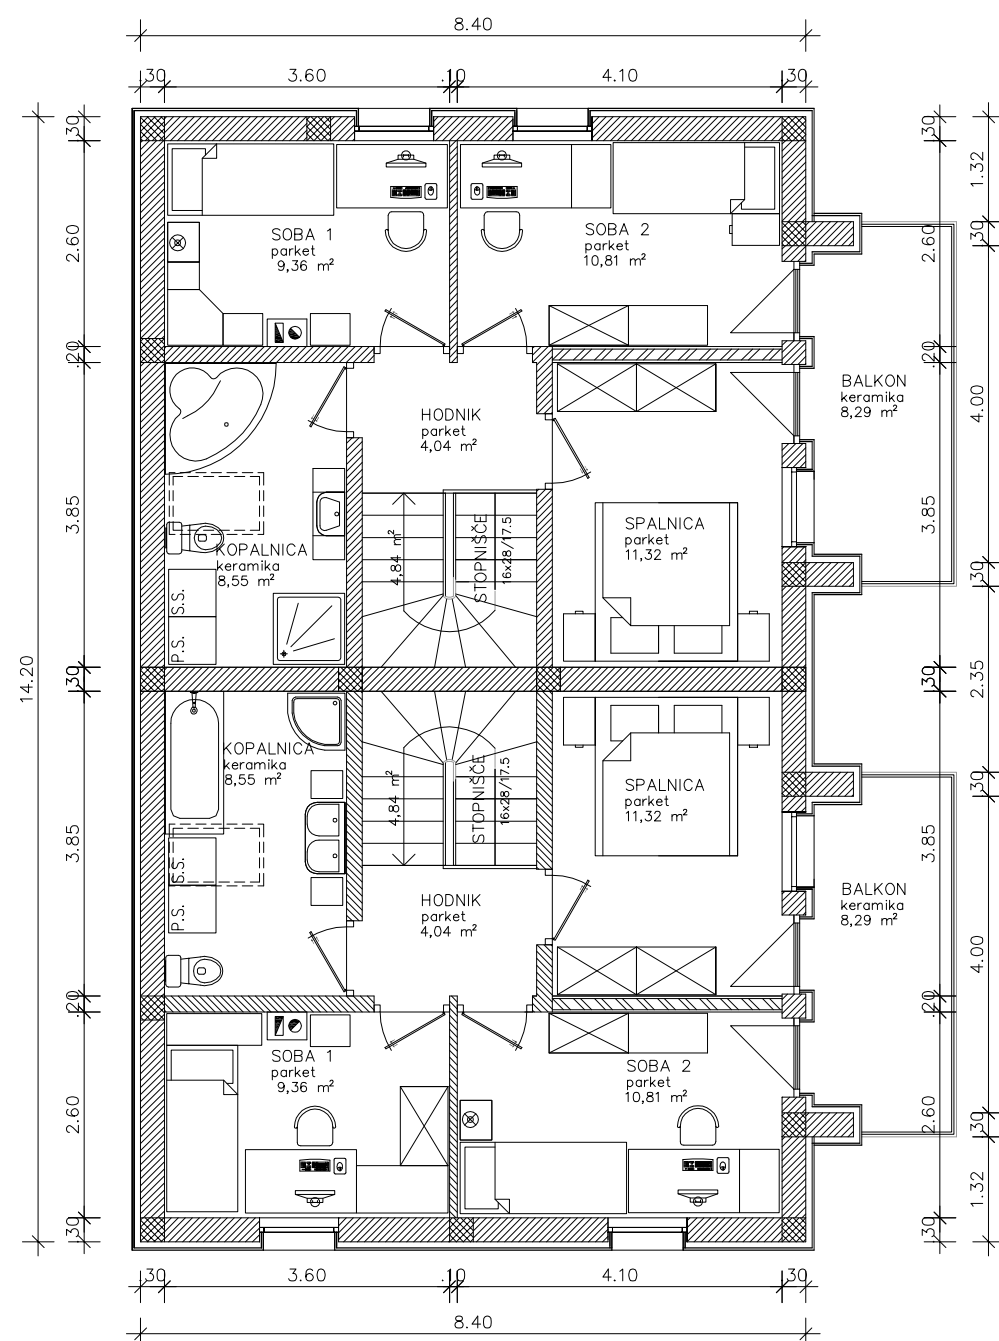 8.40
.30 3.60 .10 4.10 .30
.30
.30
1.32
SOBA 1
parket
9,36 m²
SOBA 2
parket
10,81 m²
2.60
2.60
.30
.20
.20
BALKON
keramika
8,29 m²
4.00
HODNIK
parket
4,04 m²
3.85
3.85
KOPALNICA
keramika
8,55 m²
S.S.
P.S.
4,84 m²
STOPNIŠČE
16x28/17.5
SPALNICA
parket
11,32 m²
.30
14.20
.30
.30
2.35
KOPALNICA
keramika
8,55 m²
S.S.
P.S.
4,84 m²
STOPNIŠČE
16x28/17.5
SPALNICA
parket
11,32 m²
.30
3.85
3.85
HODNIK
parket
4,04 m²
BALKON
keramika
8,29 m²
4.00
.20
.20
SOBA 1
parket
9,36 m²
SOBA 2
parket
10,81 m²
2.60
2.60
.30
1.32
.30
.30
.30 3.60 .10 4.10 .30
8.40